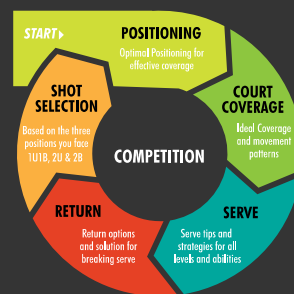 START
POSITIONING
Optimal Positioning for
effective coverage
SHOT
SELECTION
Based on the three
positions you face
1U1B, 2U & 2B
COURT
COVERAGE
Ideal Coverage
and movement
patterns
COMPETITION
RETURN
Return options
and solution for
breaking serve
SERVE
Serve tips and
strategies for all
levels and abilities